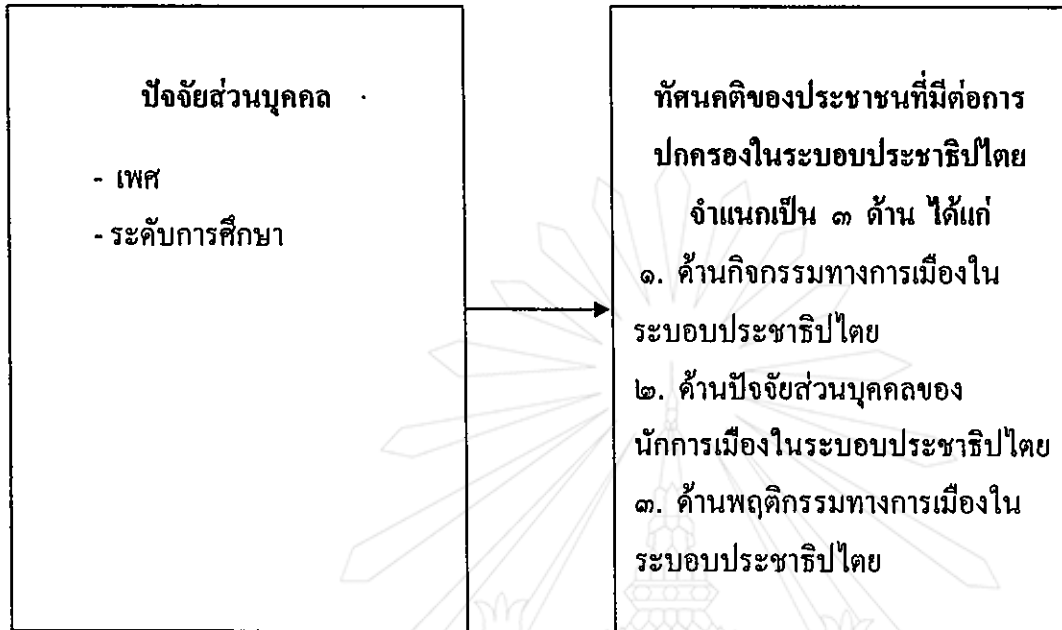 ปัจจัยส่วนบุคคล
- เพศ
- ระดับการศึกษา
ทัศนคติของประชาชนที่มีต่อการ
ปกครองในระบอบประชาธิปไตย
จำแนกเป็น ๓ ด้าน ได้แก่
๑. ด้านกิจกรรมทางการเมืองใน
ระบอบประชาธิปไตย
๒. ด้านปัจจัยส่วนบุคคลของ
นักการเมืองในระบอบประชาธิปไตย
๓. ด้านพฤติกรรมทางการเมืองใน
ระบอบประชาธิปไตย